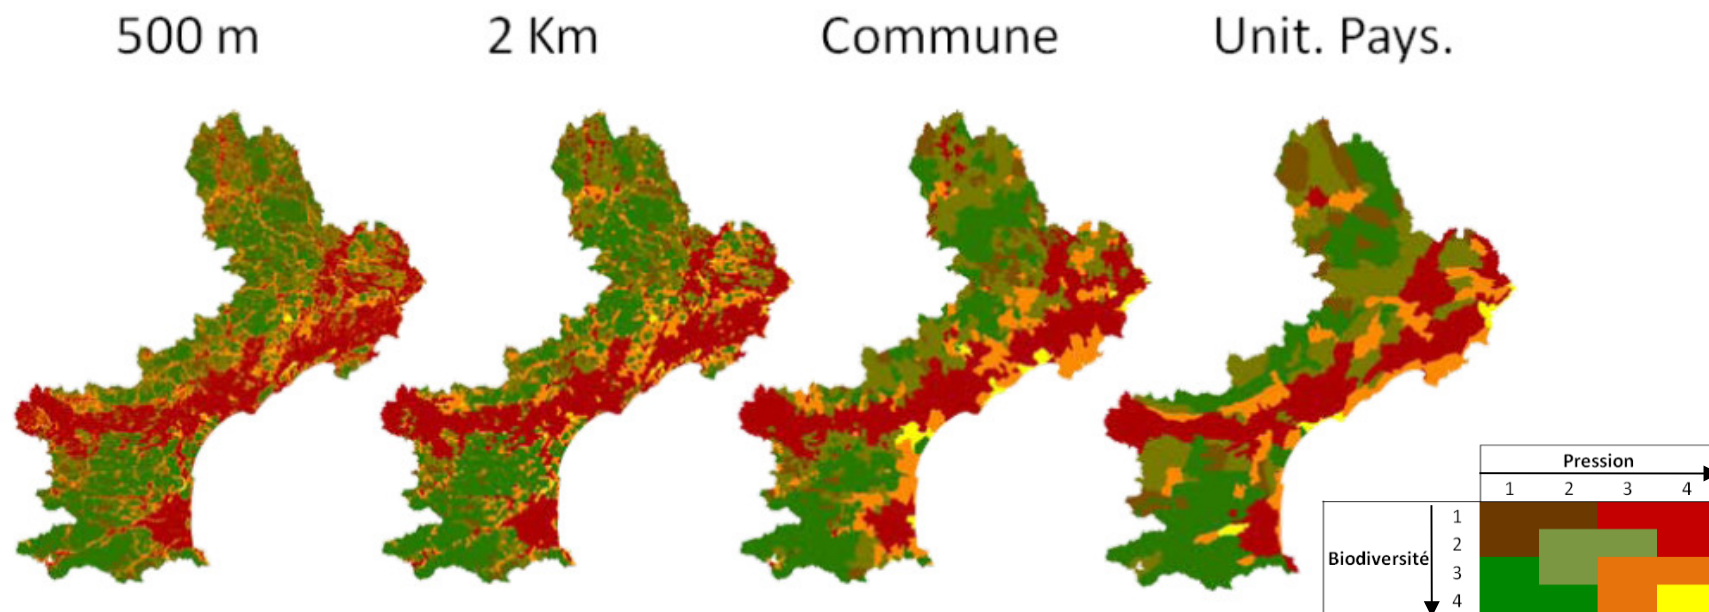 500 m 2 Km Commune Unit. Pays.
Pression
1 2 3 4
1
2
Biodiversité
3
4